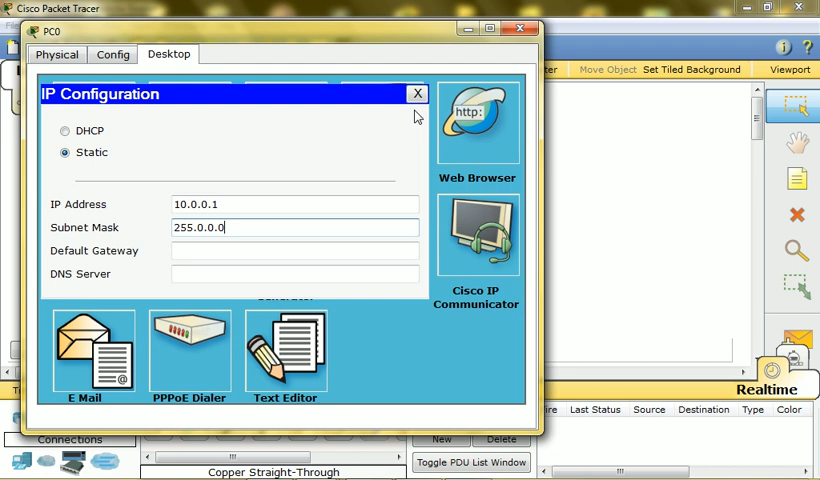 Cisco Packet Tracer
PC0
Physical
Config
Desktop
IP Configuration
X
DHCP
Static
IP Address
10.0.0.1
Subnet Mask
255.0.0.0
Default Gateway
DNS Server
http:
Web Browser
Cisco IP
Communicator
E Mail
PPPoE Dialer
Text Editor
Move Object
Set Tiled Background
Viewport
Realtime
Last Status
Source
Destination
Type
Color
Connections
New
Delete
Toggle PDU List Window
Copper Straight-Through